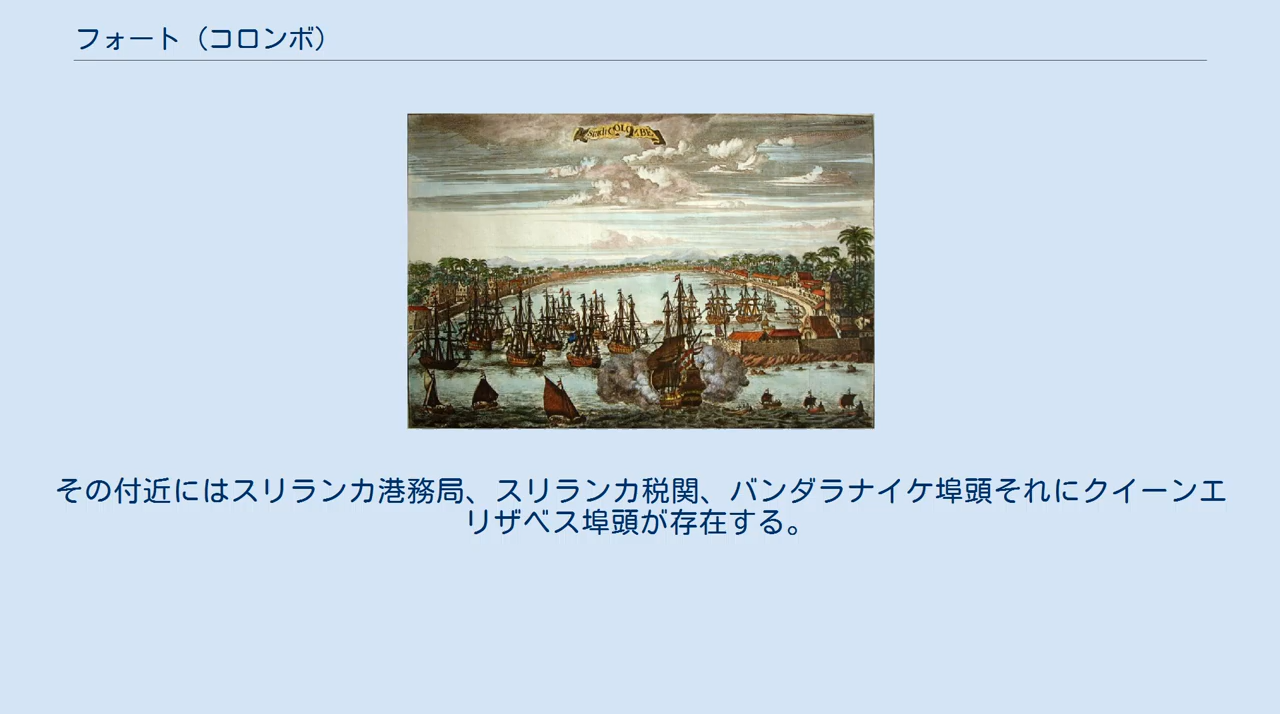 フォート（コロンボ）
COLOMBE
その付近にはスリランカ港務局、スリランカ税関、バンダラナイケ埠頭それにクイーンエ
リザベス埠頭が存在する。